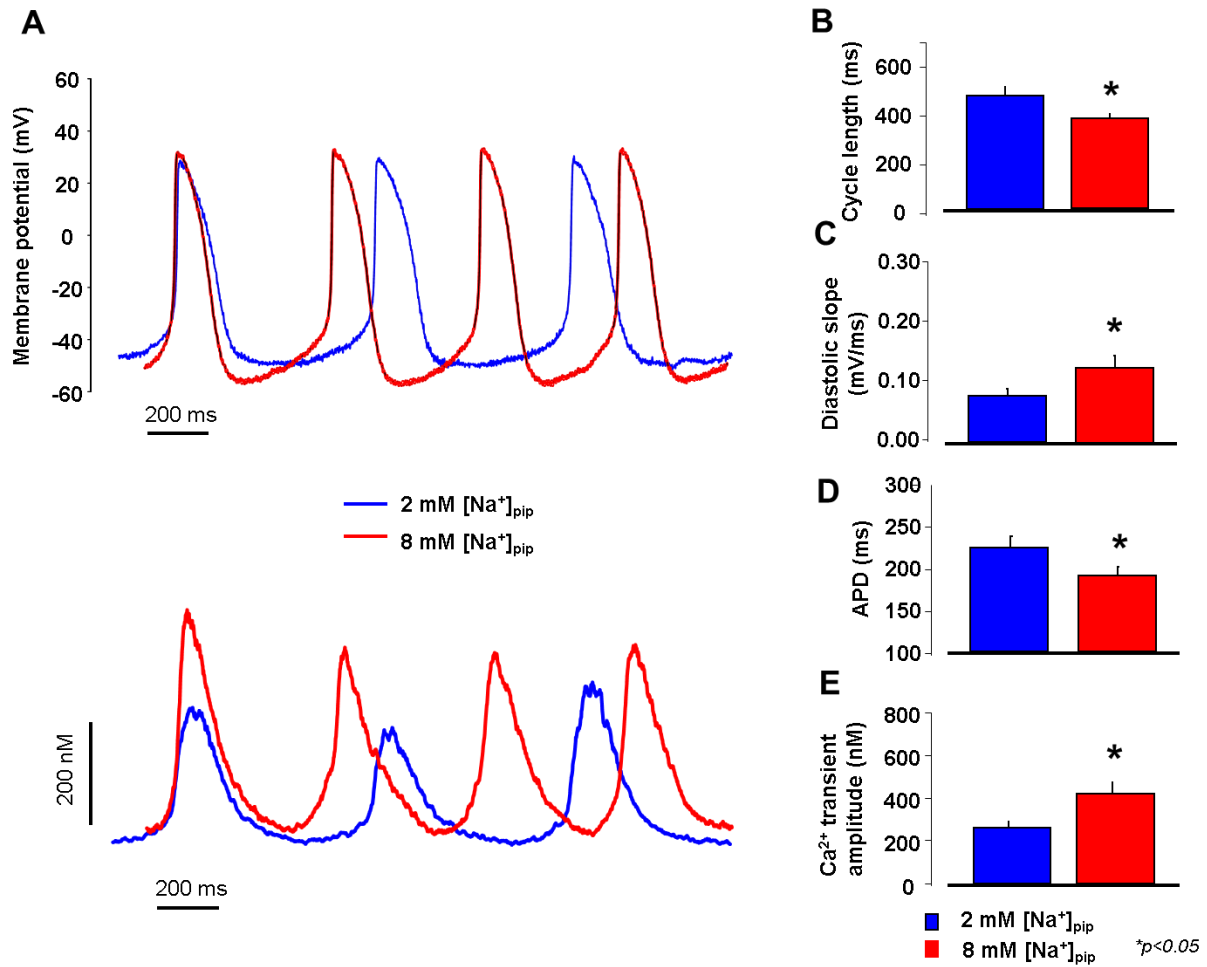 A
Membrane potential (mV)
60
40
20
0
-20
-40
-60
200 ms
2 mM [Na⁺]pip
8 mM [Na⁺]pip
200 nM
200 ms
B
Cycle length (ms)
600
400
200
0
*
C
Diastolic slope
(mV/ms)
0.30
0.20
0.10
0.00
*
D
APD (ms)
300
250
200
150
100
*
E
Ca²⁺ transient
amplitude (nM)
800
600
400
200
0
*
2 mM [Na⁺]pip
8 mM [Na⁺]pip
*p<0.05